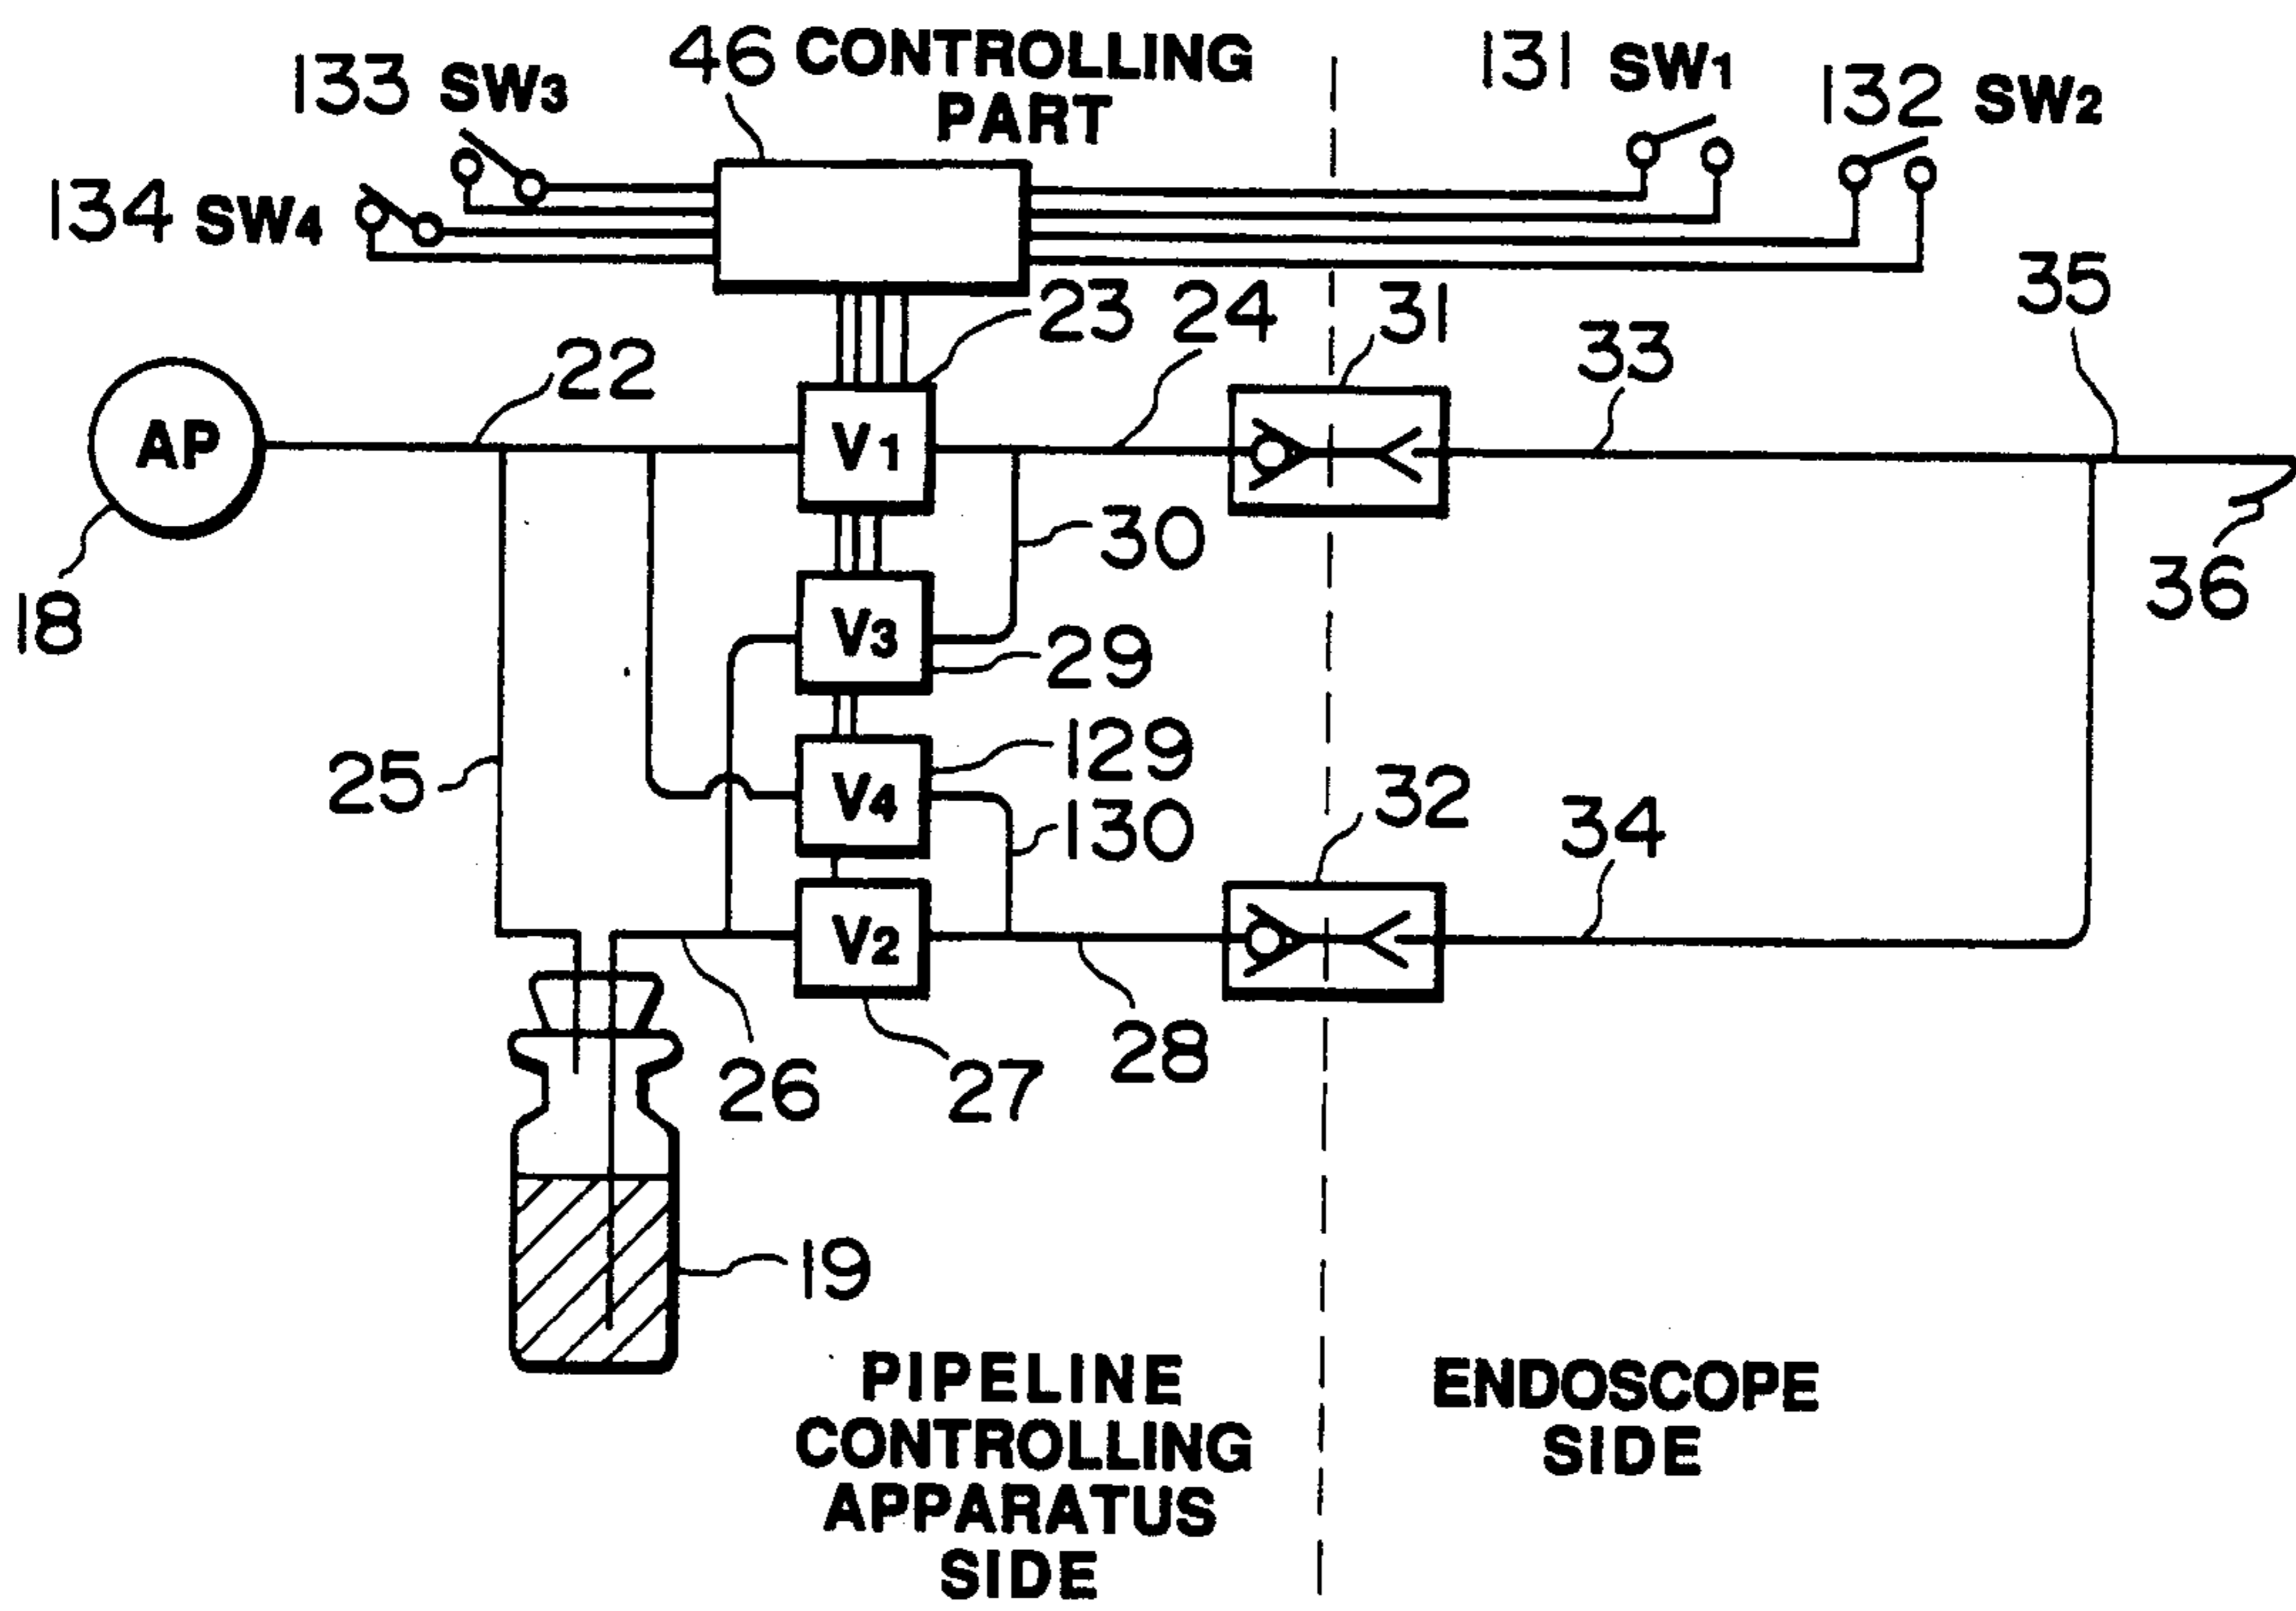 46 CONTROLLING
PART
133 SW3
131 SW1
132 SW2
134 SW4
23
24
31
35
22
33
AP
V1
18
30
36
V3
29
25
129
V4
130
32
34
V2
26
27
28
19
PIPELINE
CONTROLLING
APPARATUS
SIDE
ENDOSCOPE
SIDE